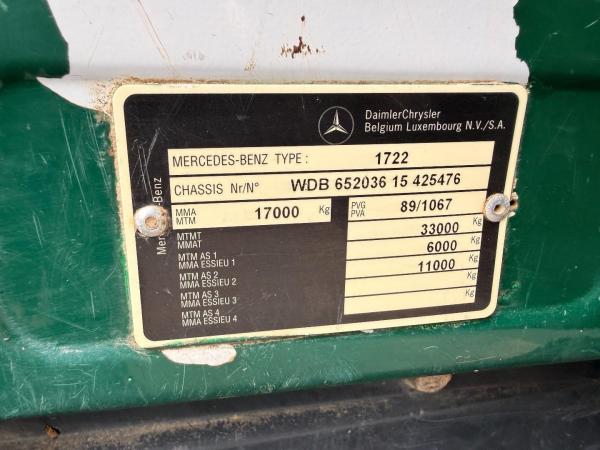 DaimlerChrysler
Belgium Luxembourg N.V./S.A.
MERCEDES-BENZ TYPE : 1722
CHASSIS Nr/N° WDB 652036 15 425476
MMA
MTM 17000 Kg
PVG
PVA 89/1067
MTMT
MMAT 33000 Kg
MTM AS 1
MMA ESSIEU 1 6000 Kg
MTM AS 2
MMA ESSIEU 2 11000 Kg
MTM AS 3
MMA ESSIEU 3 Kg
MTM AS 4
MMA ESSIEU 4 Kg